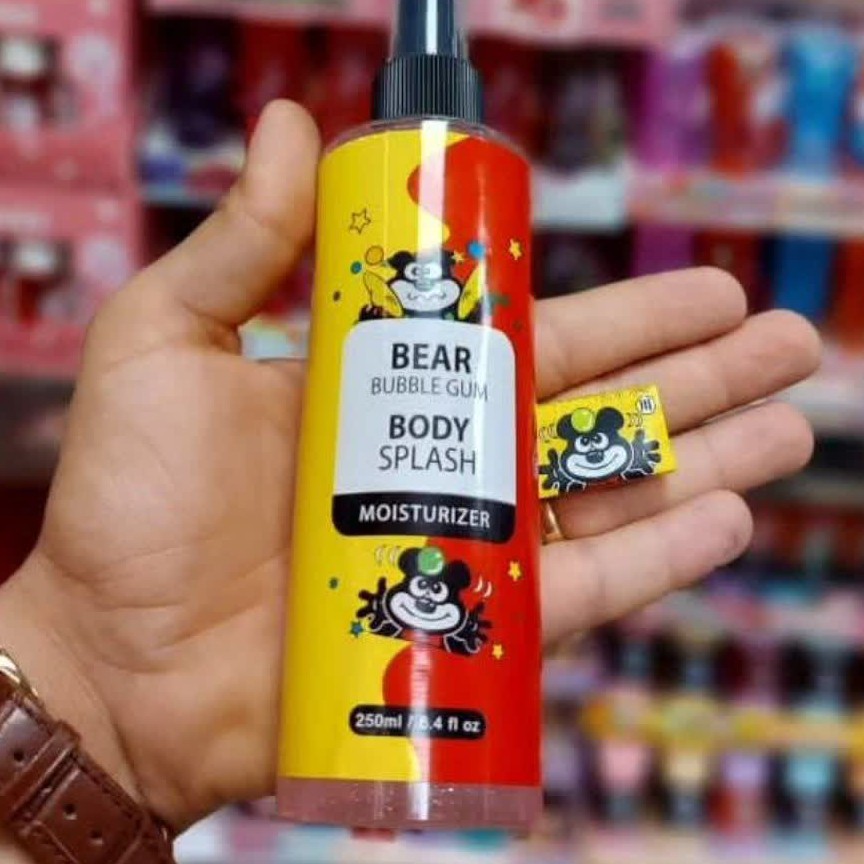 BEAR
BUBBLE GUM
BODY
SPLASH
MOISTURIZER
250ml / 8.4 fl oz